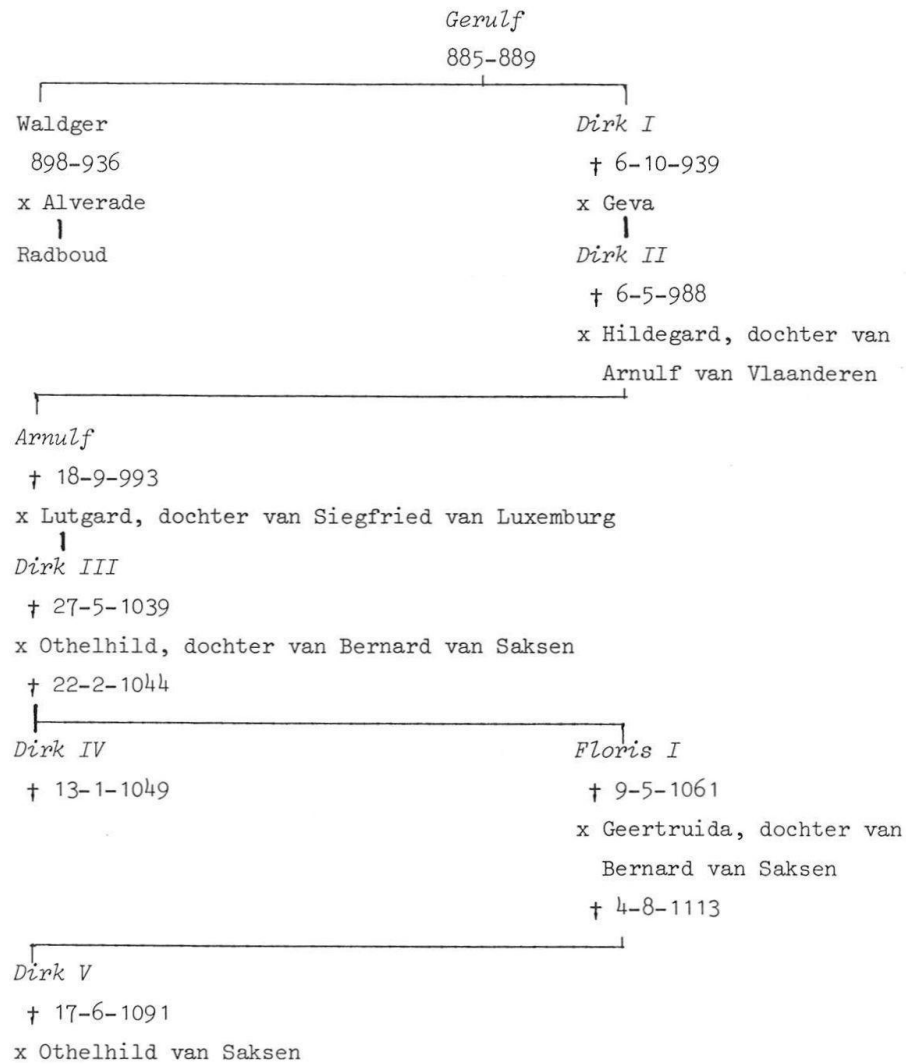 Gerulf
885-889
Waldger
898-936
x Alverade
Radboud
Dirk I
† 6-10-939
x Geva
Dirk II
† 6-5-988
x Hildegard, dochter van
Arnulf van Vlaanderen
Arnulf
† 18-9-993
x Lutgard, dochter van Siegfried van Luxemburg
Dirk III
† 27-5-1039
x Othelhild, dochter van Bernard van Saksen
† 22-2-1044
Dirk IV
† 13-1-1049
Floris I
† 9-5-1061
x Geertruida, dochter van
Bernard van Saksen
† 4-8-1113
Dirk V
† 17-6-1091
x Othelhild van Saksen